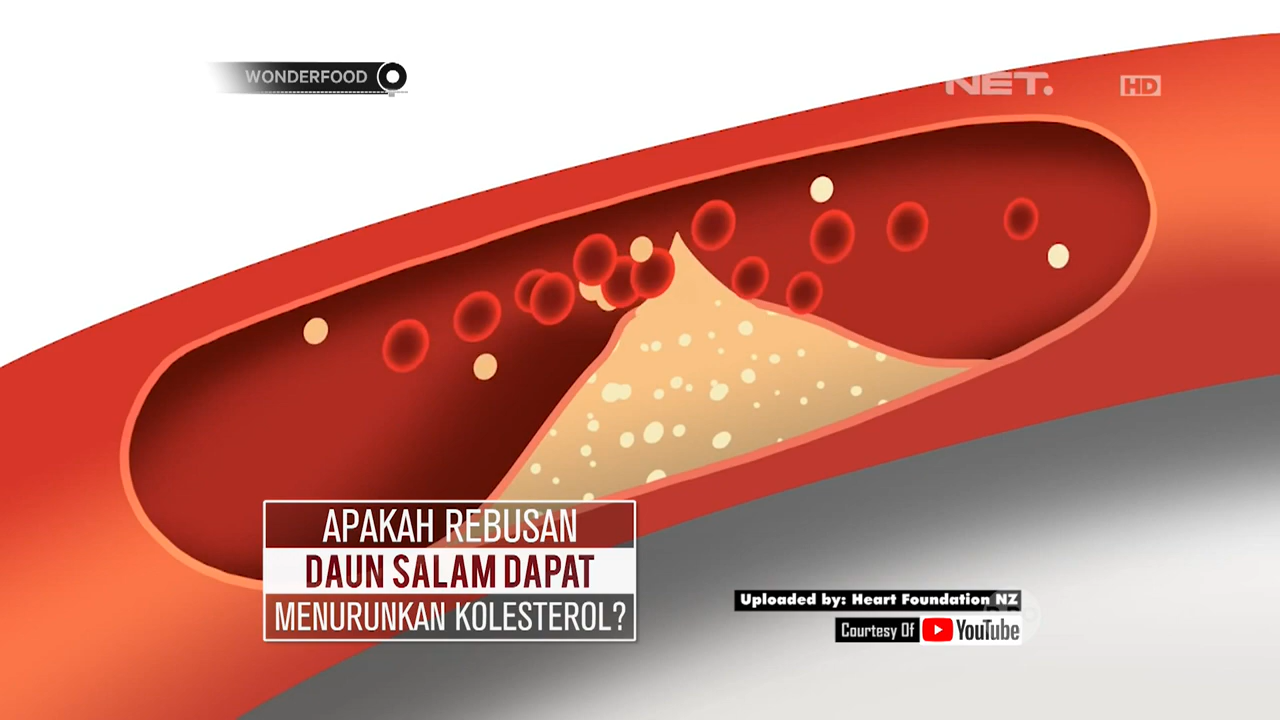 WONDERFOOD
NET.
HD
APAKAH REBUSAN
DAUN SALAM DAPAT
MENURUNKAN KOLESTEROL?
Uploaded by: Heart Foundation NZ
Courtesy Of YouTube